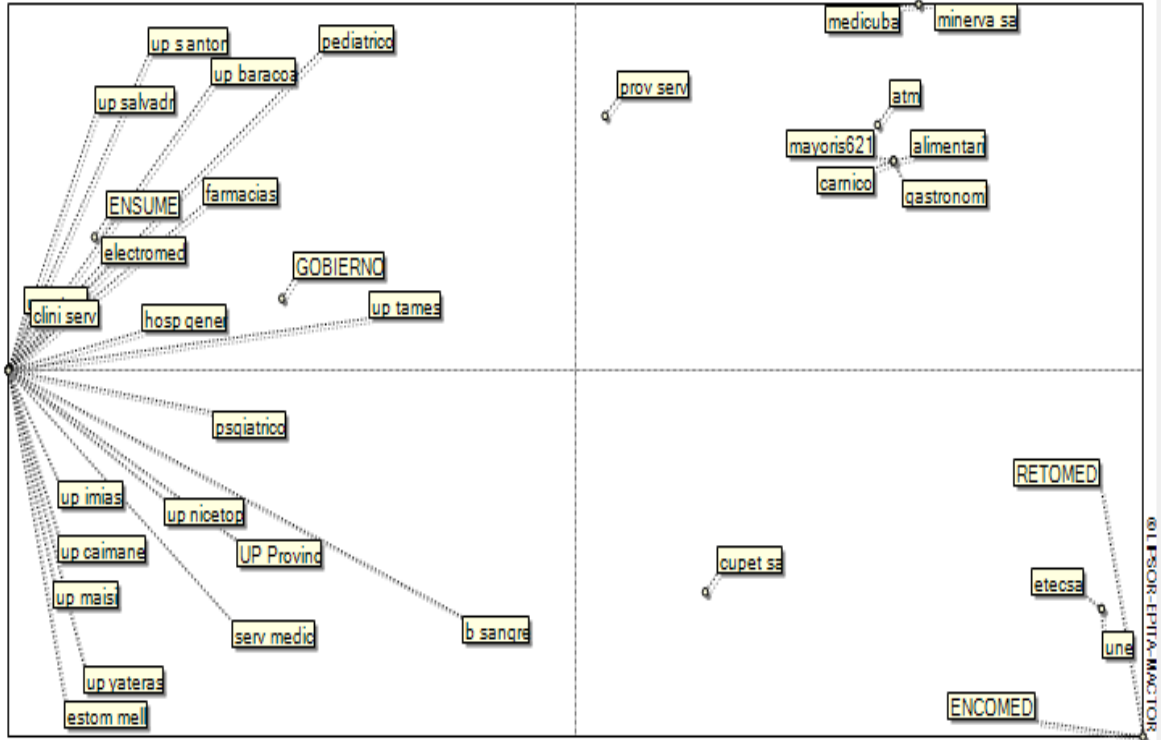 medicuba
minerva sa
up s anton
pediatrico
up baracoa
up salvadr
prov serv
atm
mayoris621
alimentari
carnico
gastronom
ENSUME
farmacias
electromed
GOBIERNO
clini serv
hosp gener
up tames
psqiatrico
RETOMED
up imias
up nicetop
UP Provinc
up caimane
cupet sa
etecsa
up maisi
serv medic
b sangre
une
up yateras
estom mell
ENCOMED
© LIPSOR-EPITA-MACTOR